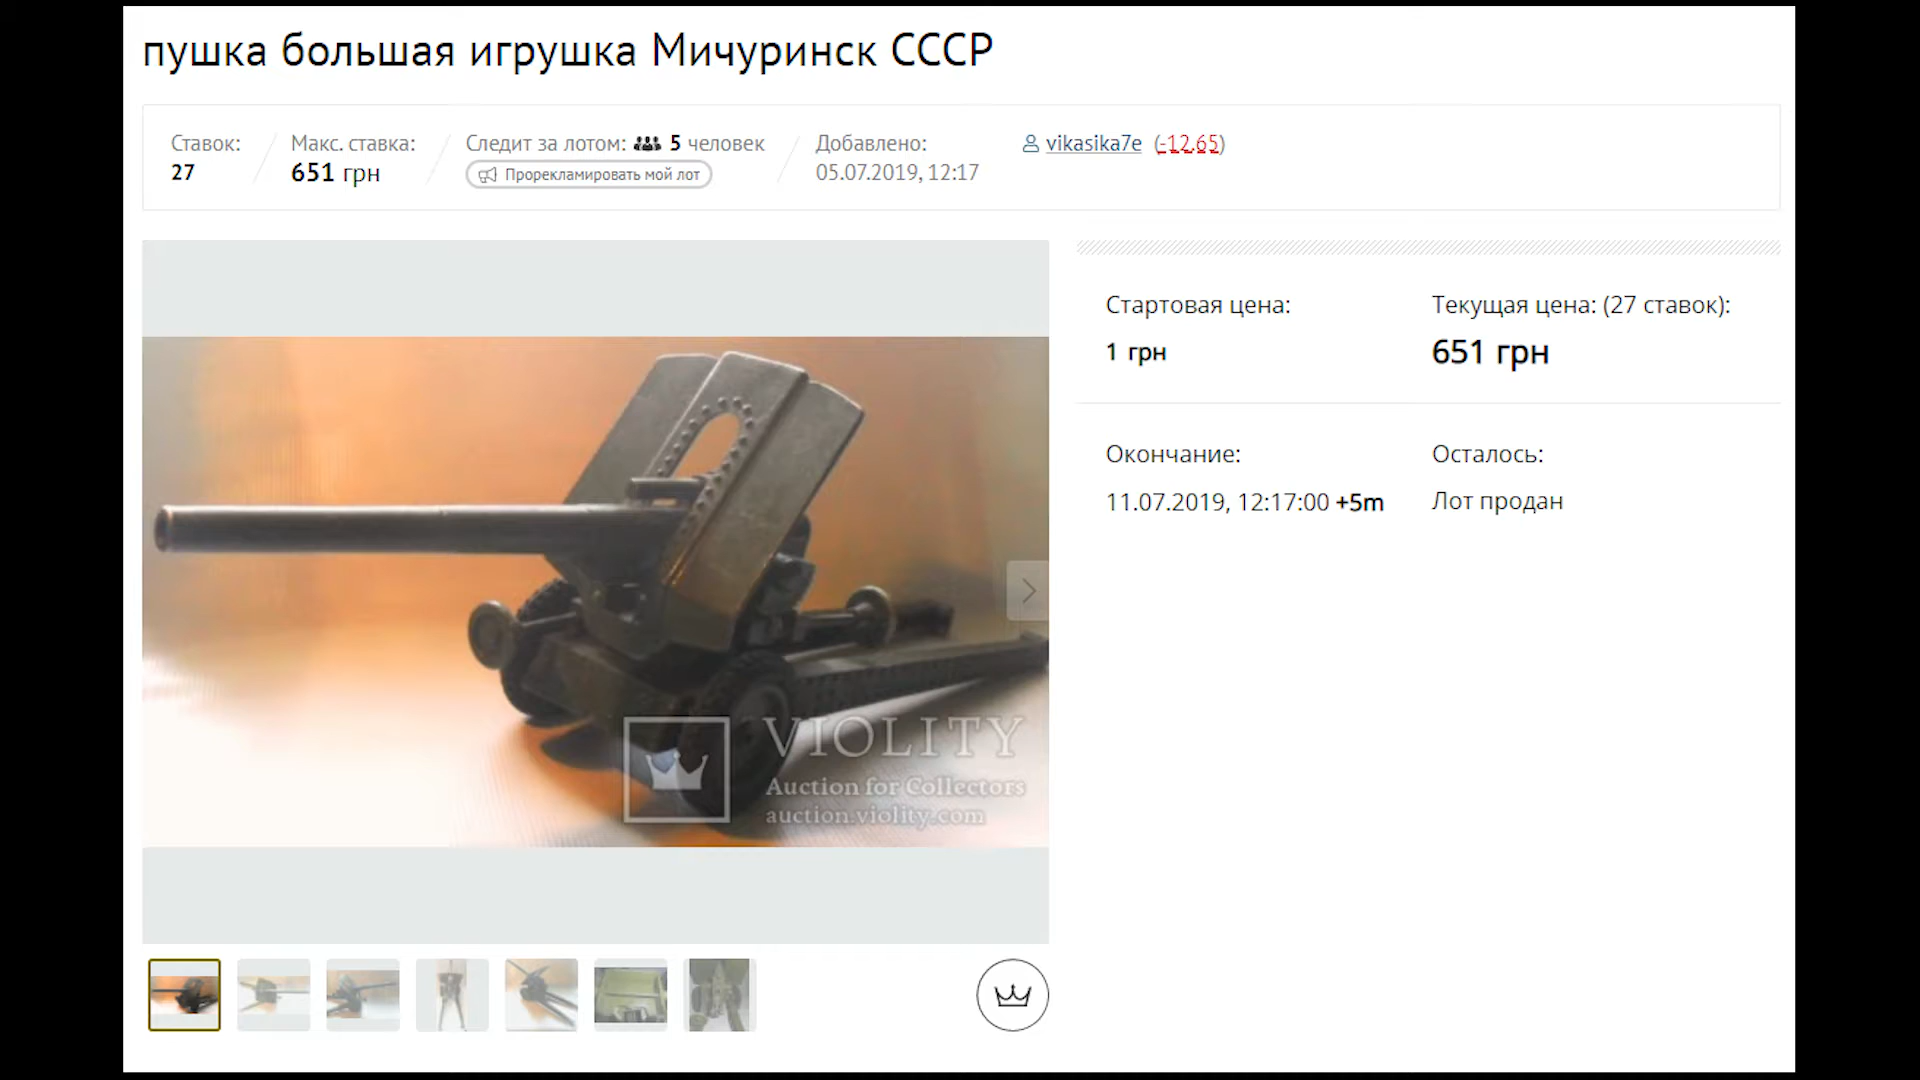 пушка большая игрушка Мичуринск СССР
Ставок:
27
Макс. ставка:
651 грн
Следит за лотом: 5 человек
Прорекламировать мой лот
Добавлено:
05.07.2019, 12:17
vikasika7e (-12,65)
Стартовая цена:
1 грн
Текущая цена: (27 ставок):
651 грн
Окончание:
11.07.2019, 12:17:00 +5m
Осталось:
Лот продан
VIOLITY
Auction for Collectors
auction.violity.com